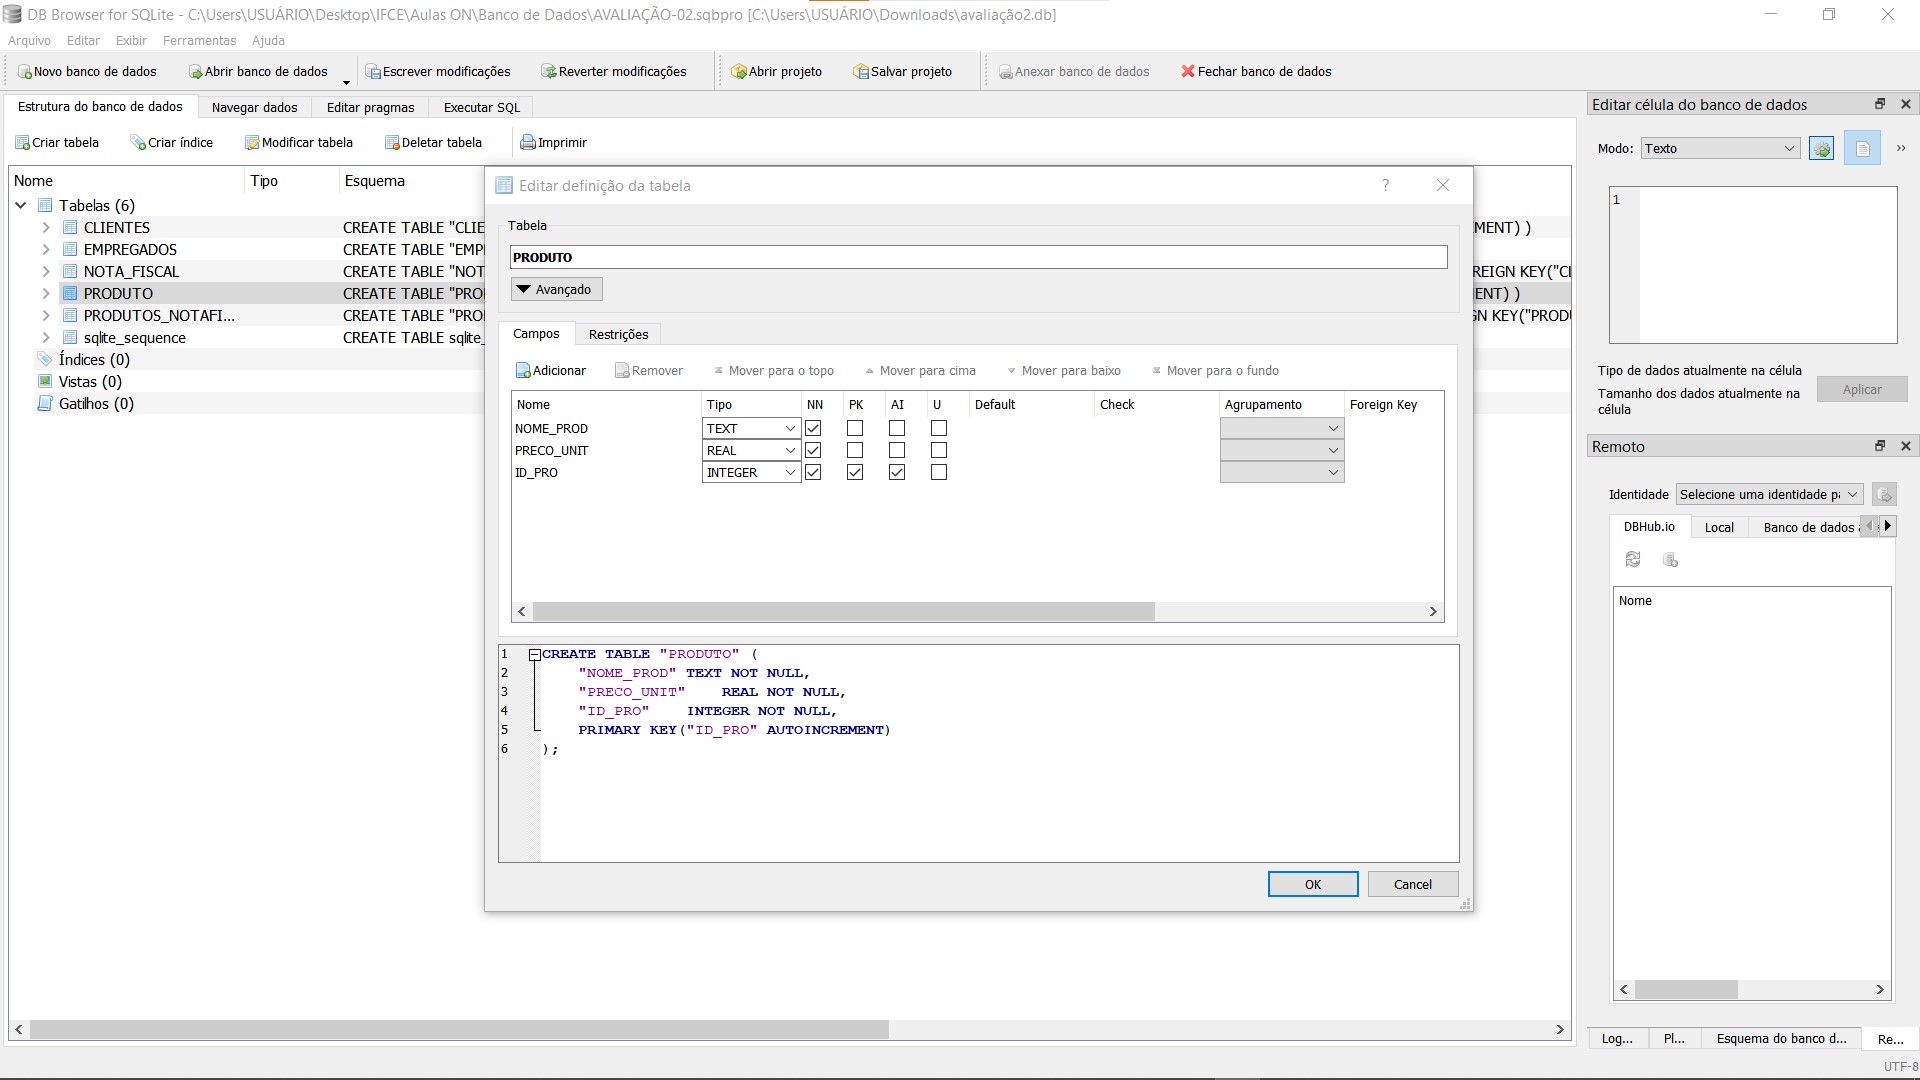 DB Browser for SQLite - C:\Users\USUÁRIO\Desktop\IFCE\Aulas ON\Banco de Dados\AVALIAÇÃO-02.sqbpro [C:\Users\USUÁRIO\Downloads\avaliação2.db]
Arquivo Editar Exibir Ferramentas Ajuda
Novo banco de dados Abrir banco de dados Escrever modificações Reverter modificações Abrir projeto Salvar projeto Anexar banco de dados Fechar banco de dados
Estrutura do banco de dados Navegar dados Editar pragmas Executar SQL
Criar tabela Criar índice Modificar tabela Deletar tabela Imprimir
Nome Tipo Esquema
Tabelas (6)
CLIENTES CREATE TABLE "CLIE MENT) )
EMPREGADOS CREATE TABLE "EMP
NOTA_FISCAL CREATE TABLE "NOT REIGN KEY("CL
PRODUTO CREATE TABLE "PRO ENT) )
PRODUTOS_NOTAFI... CREATE TABLE "PRO GN KEY("PRODU
sqlite_sequence CREATE TABLE sqlite_
Índices (0)
Vistas (0)
Gatilhos (0)
Editar definição da tabela ?
Tabela
PRODUTO
Avançado
Campos Restrições
Adicionar Remover Mover para o topo Mover para cima Mover para baixo Mover para o fundo
Nome Tipo NN PK AI U Default Check Agrupamento Foreign Key
NOME_PROD TEXT
PRECO_UNIT REAL
ID_PRO INTEGER
1 CREATE TABLE "PRODUTO" (
2 "NOME_PROD" TEXT NOT NULL,
3 "PRECO_UNIT" REAL NOT NULL,
4 "ID_PRO" INTEGER NOT NULL,
5 PRIMARY KEY("ID_PRO" AUTOINCREMENT)
6 );
OK Cancel
Editar célula do banco de dados
Modo: Texto »
1
Tipo de dados atualmente na célula
Tamanho dos dados atualmente na
célula
Aplicar
Remoto
Identidade Selecione uma identidade pa
DBHub.io Local Banco de dados a
Nome
Log... Pl... Esquema do banco d... Re...
UTF-8